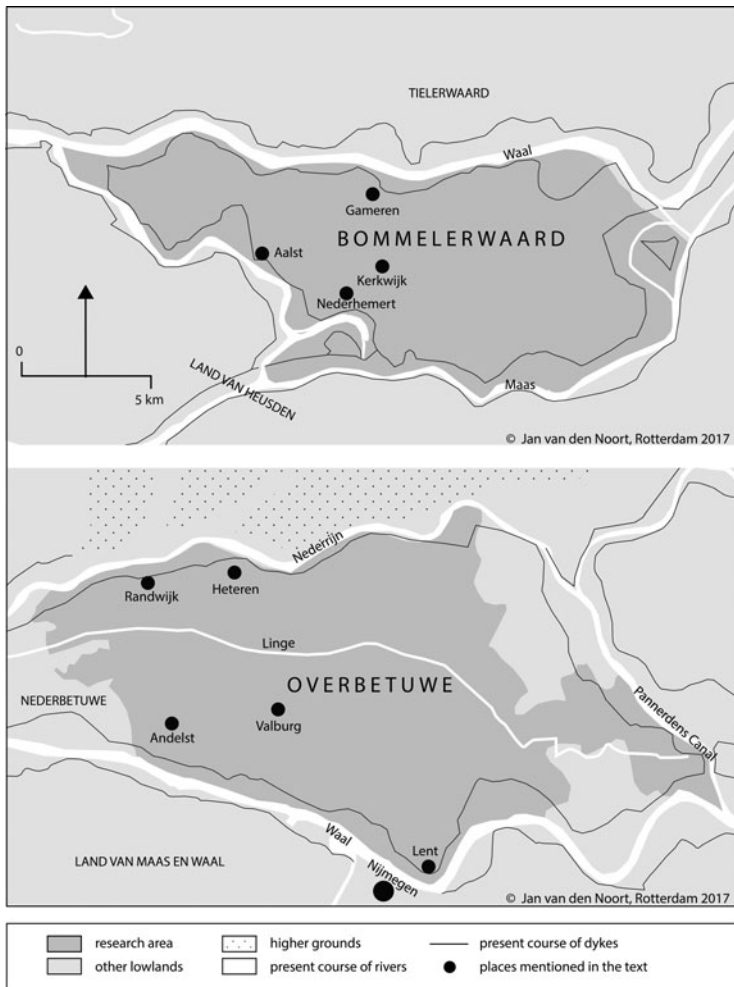 TIELERWAARD
Waal
Gameren
BOMMELERWAARD
Aalst
Kerkwijk
Nederhemert
0
5 km
LAND VAN HEUSDEN
Maas
© Jan van den Noort, Rotterdam 2017
Nederrijn
Randwijk
Heteren
Linge
OVERBETUWE
NEDERBETUWE
Andelst
Valburg
Pannerdens Canal
Waal
Lent
Nijmegen
LAND VAN MAAS EN WAAL
© Jan van den Noort, Rotterdam 2017
research area
higher grounds
present course of dykes
other lowlands
present course of rivers
places mentioned in the text